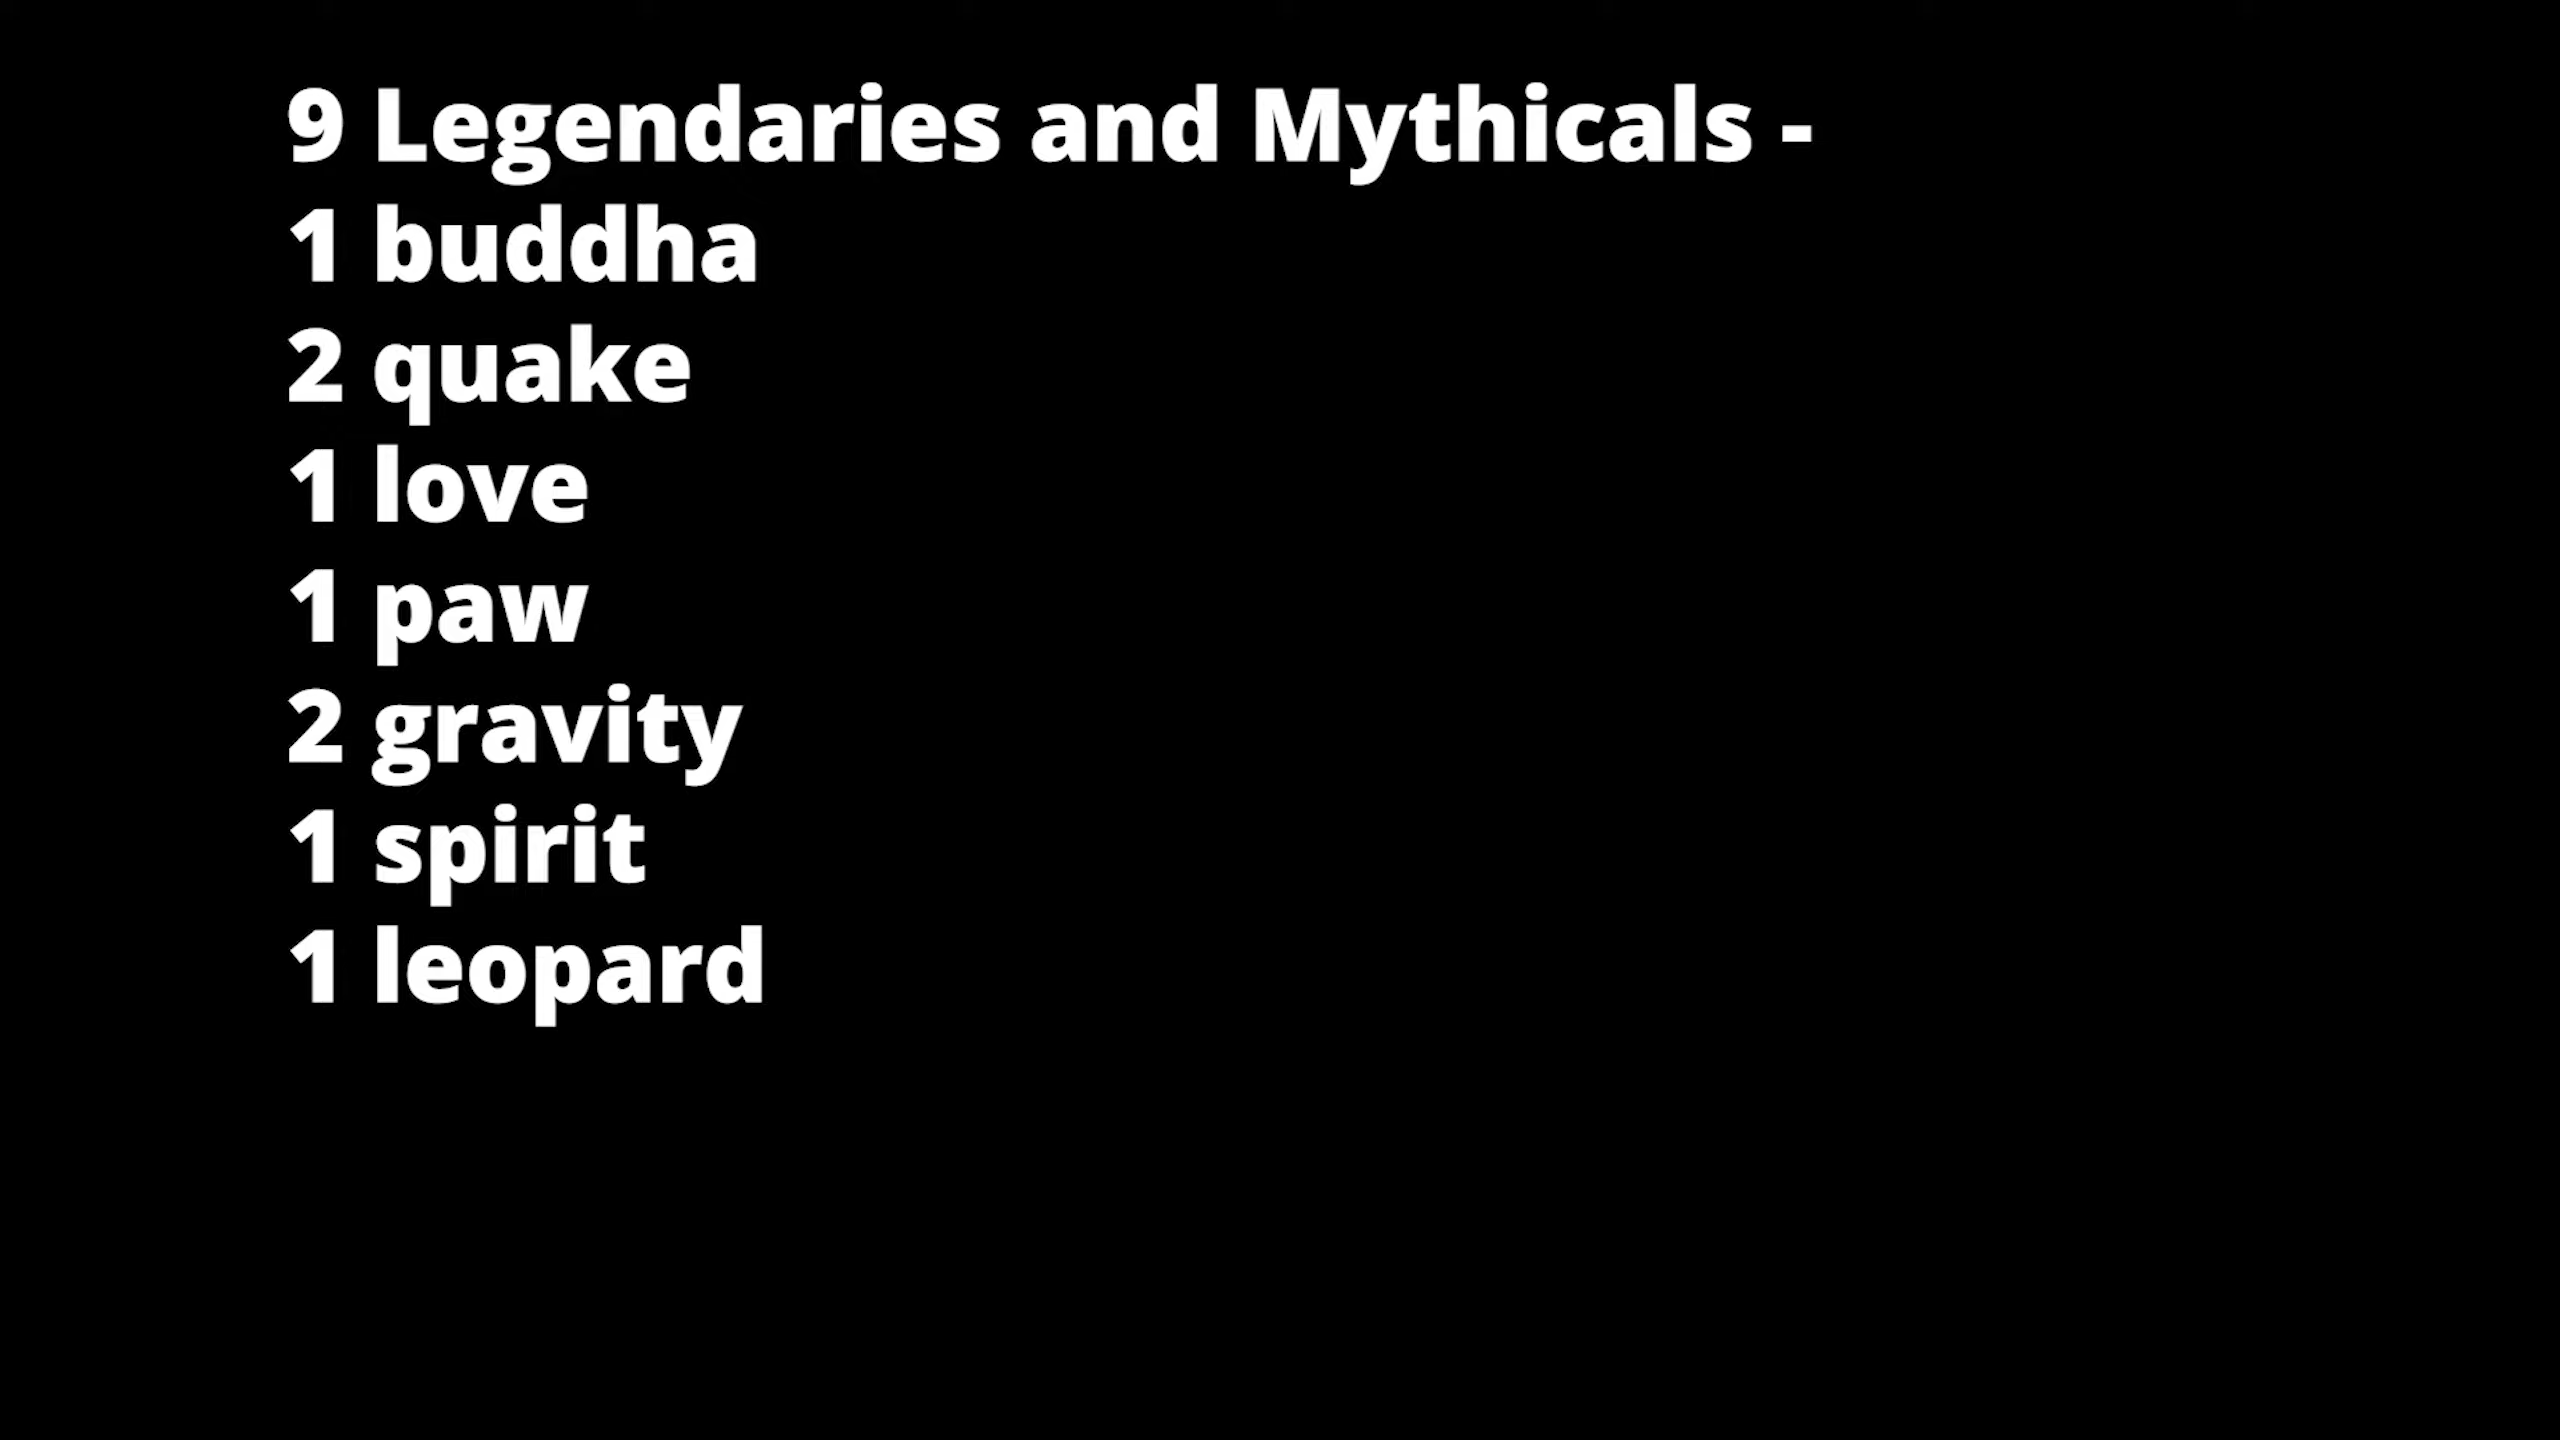 9 Legendaries and Mythicals -
1 buddha
2 quake
1 love
1 paw
2 gravity
1 spirit
1 leopard